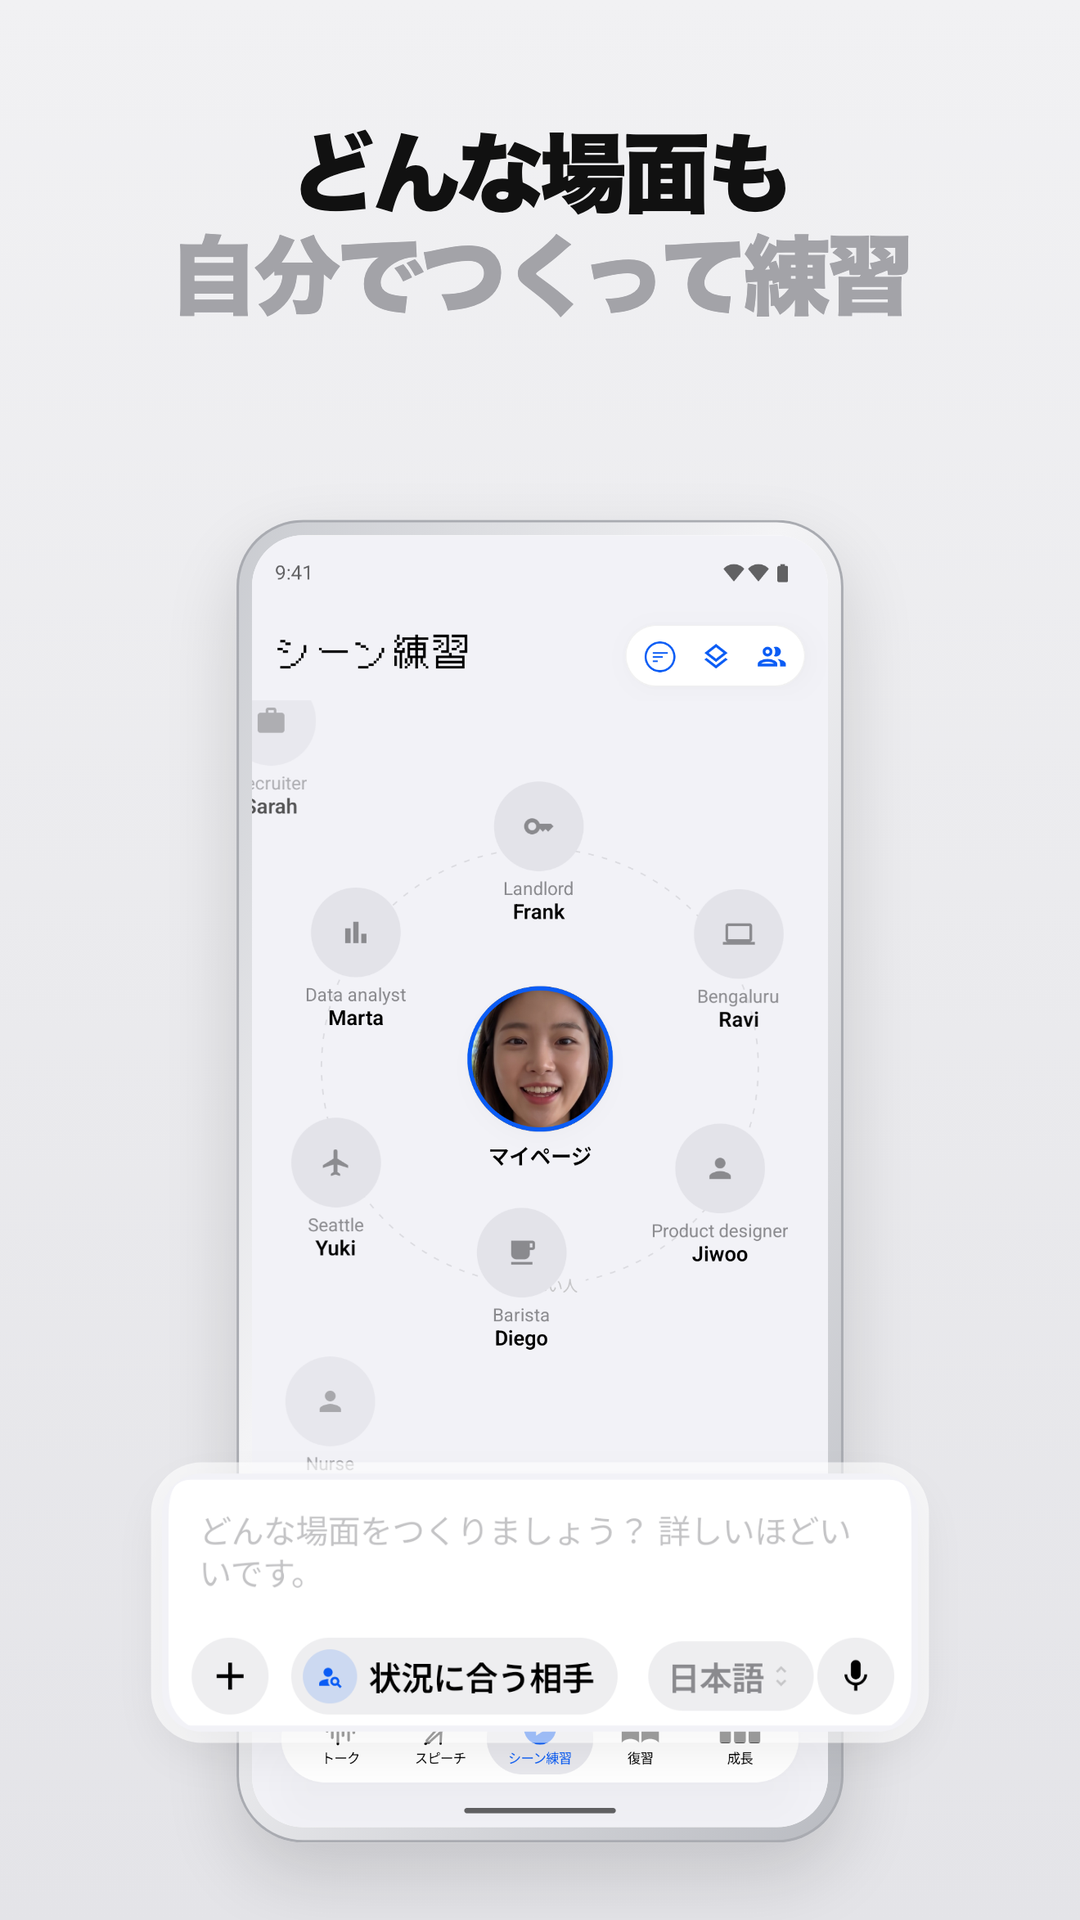 どんな場面も
自分でつくって練習
9:41
シーン練習
ecruiter
Sarah
Landlord
Frank
Data analyst
Marta
Bengaluru
Ravi
マイページ
Seattle
Yuki
Product designer
Jiwoo
い人
Barista
Diego
Nurse
どんな場面をつくりましょう？ 詳しいほどい
いです。
状況に合う相手
日本語
トーク
スピーチ
シーン練習
復習
成長